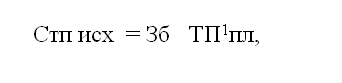 Стп исх = Зб ТП¹пл,